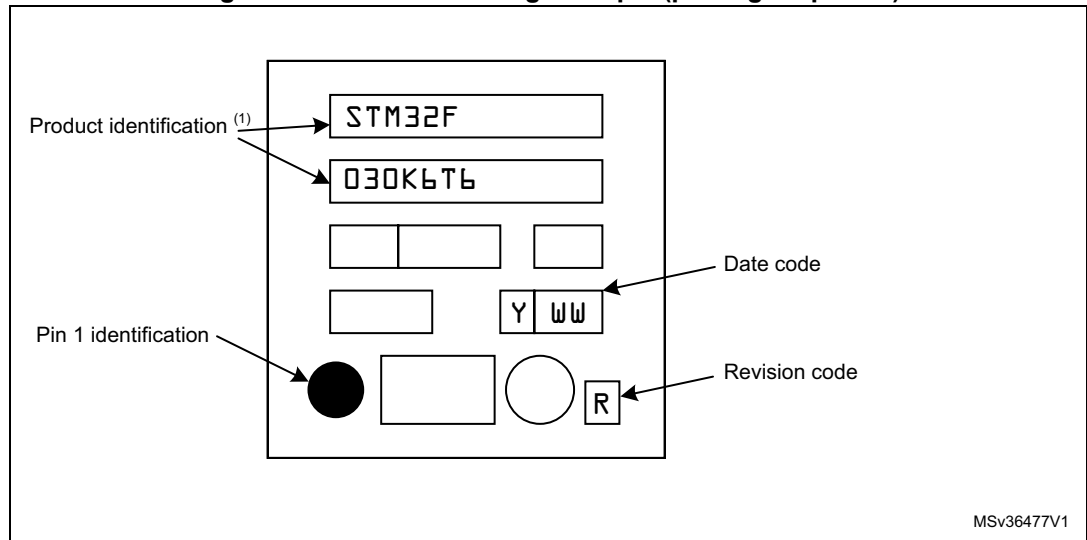 Product identification (1)
STM32F
030K6T6
Date code
Y WW
Pin 1 identification
Revision code
R
MSv36477V1